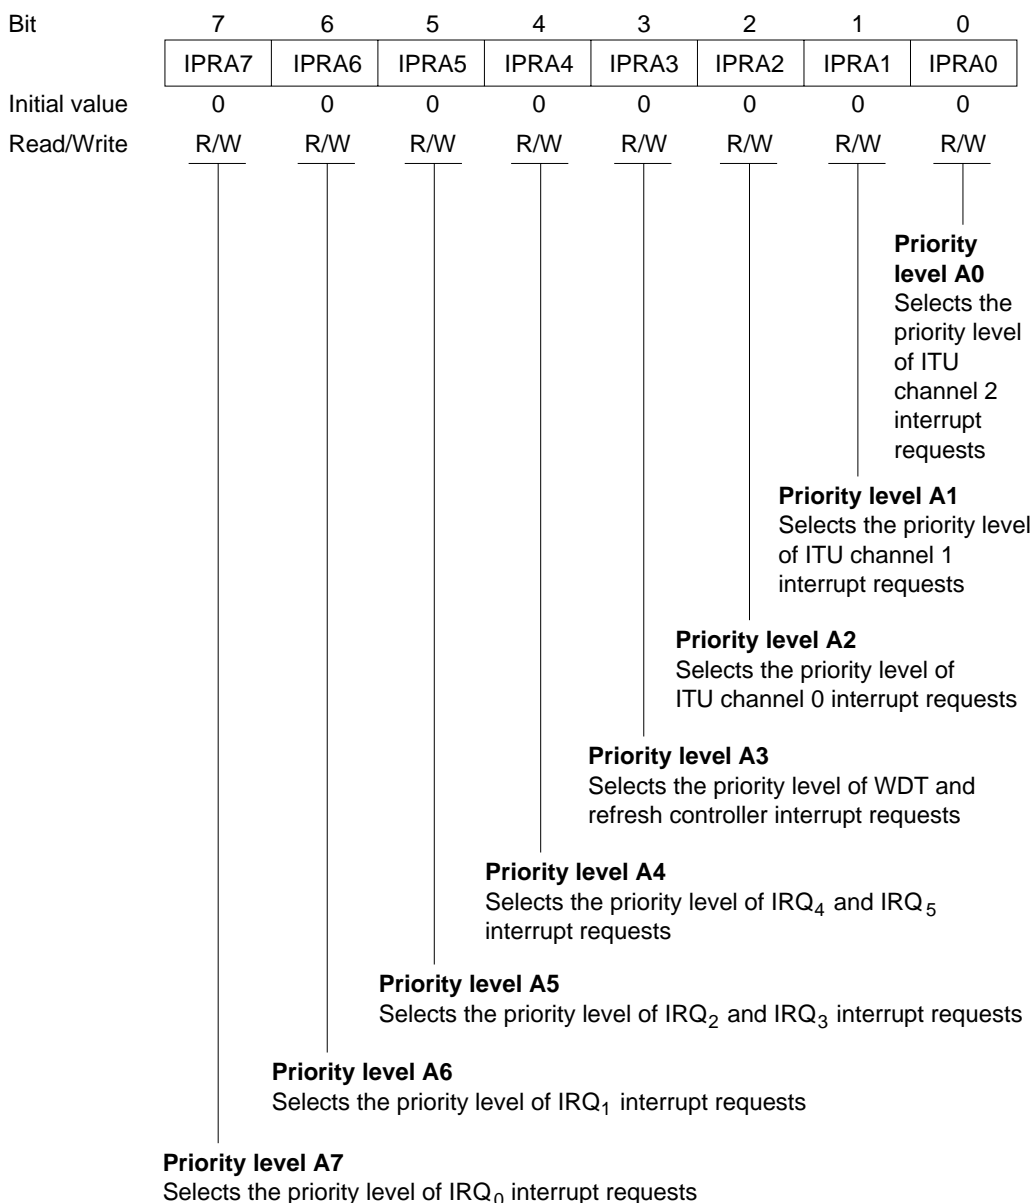 Bit 7 6 5 4 3 2 1 0
IPRA7 IPRA6 IPRA5 IPRA4 IPRA3 IPRA2 IPRA1 IPRA0
Initial value 0 0 0 0 0 0 0 0
Read/Write R/W R/W R/W R/W R/W R/W R/W R/W
Priority
level A0
Selects the
priority level
of ITU
channel 2
interrupt
requests
Priority level A1
Selects the priority level
of ITU channel 1
interrupt requests
Priority level A2
Selects the priority level of
ITU channel 0 interrupt requests
Priority level A3
Selects the priority level of WDT and
refresh controller interrupt requests
Priority level A4
Selects the priority level of IRQ₄ and IRQ₅
interrupt requests
Priority level A5
Selects the priority level of IRQ₂ and IRQ₃ interrupt requests
Priority level A6
Selects the priority level of IRQ₁ interrupt requests
Priority level A7
Selects the priority level of IRQ₀ interrupt requests